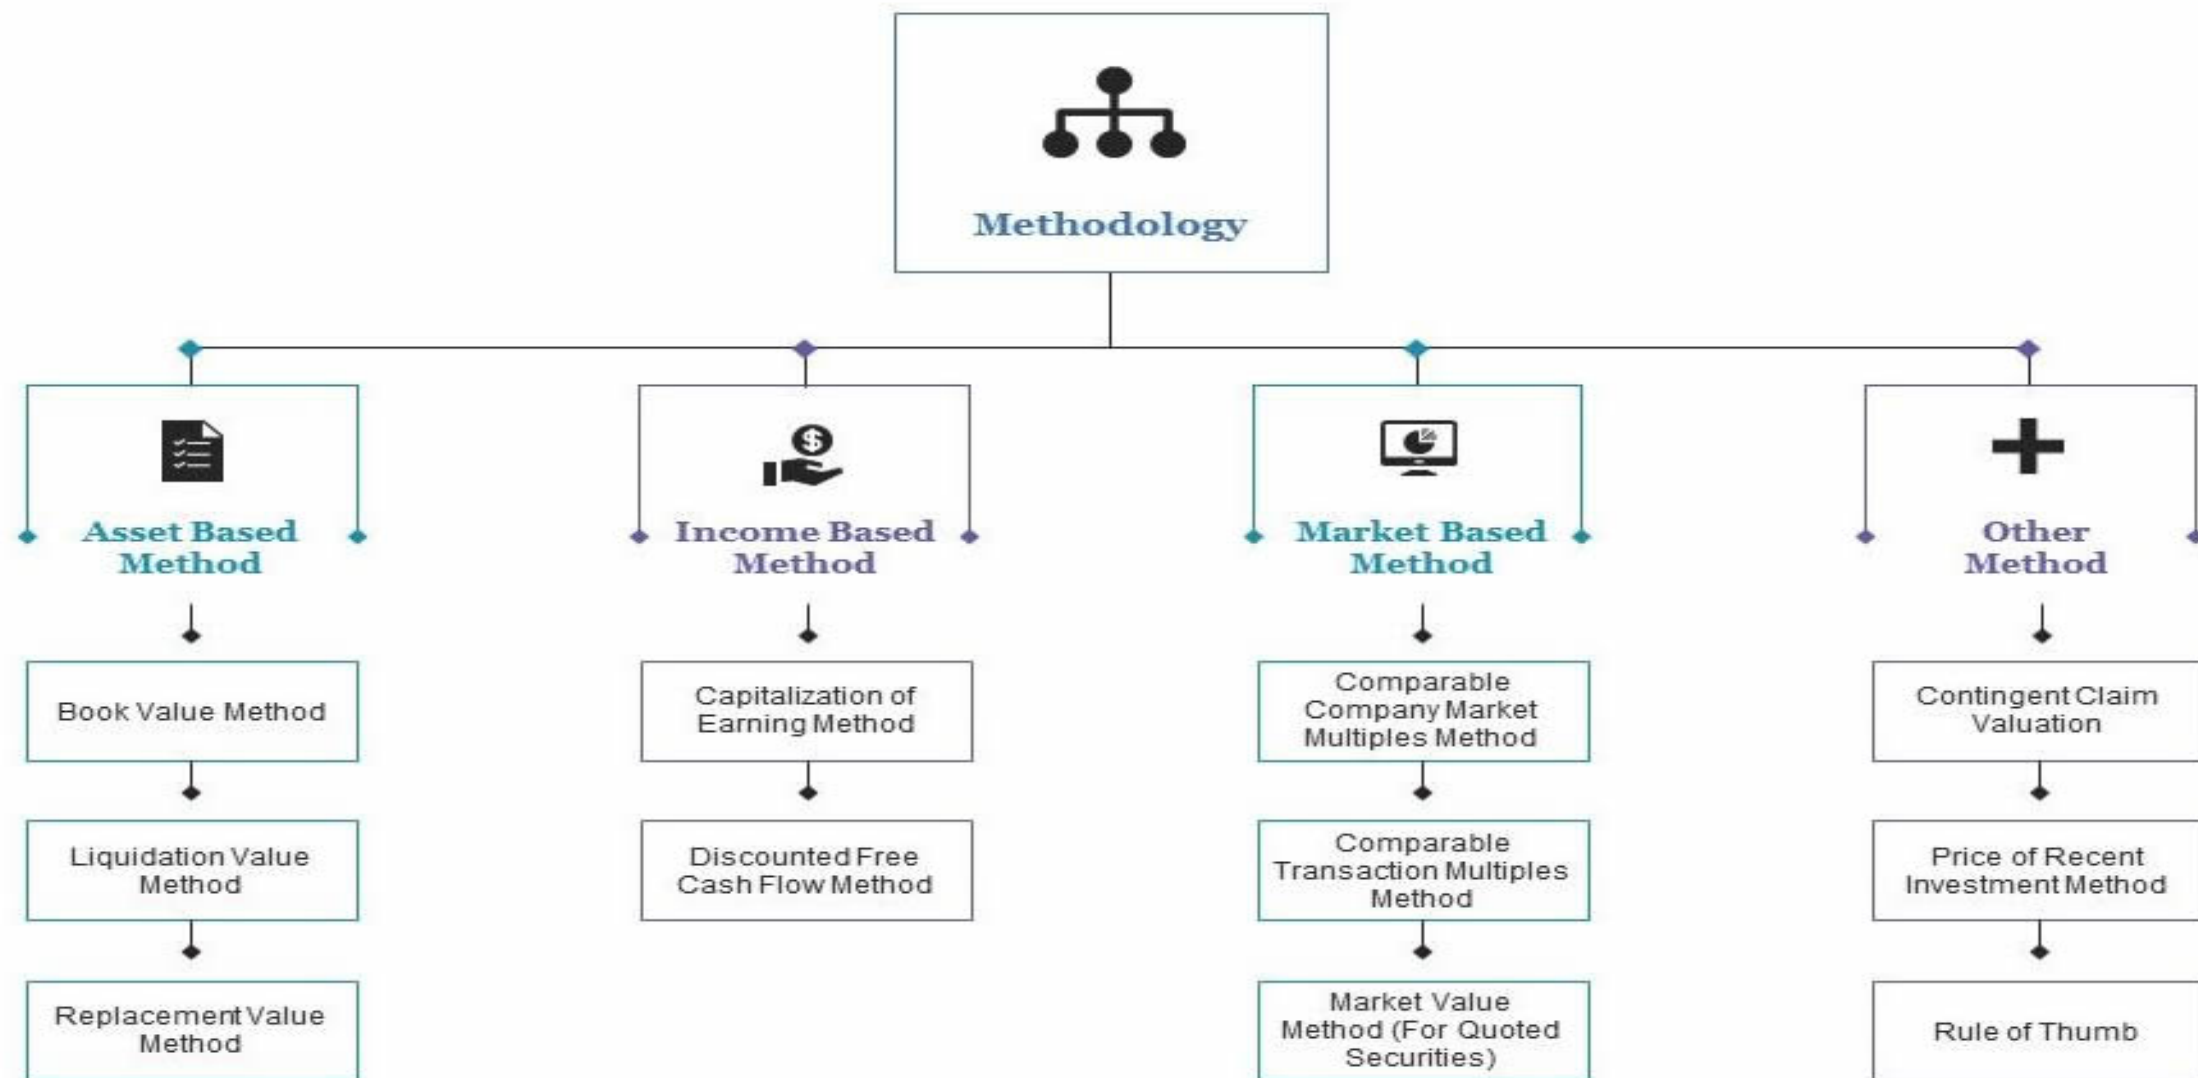 Methodology
Asset Based
Method
Book Value Method
Liquidation Value
Method
Replacement Value
Method
Income Based
Method
Capitalization of
Earning Method
Discounted Free
Cash Flow Method
Market Based
Method
Comparable
Company Market
Multiples Method
Comparable
Transaction Multiples
Method
Market Value
Method (For Quoted
Securities)
Other
Method
Contingent Claim
Valuation
Price of Recent
Investment Method
Rule of Thumb